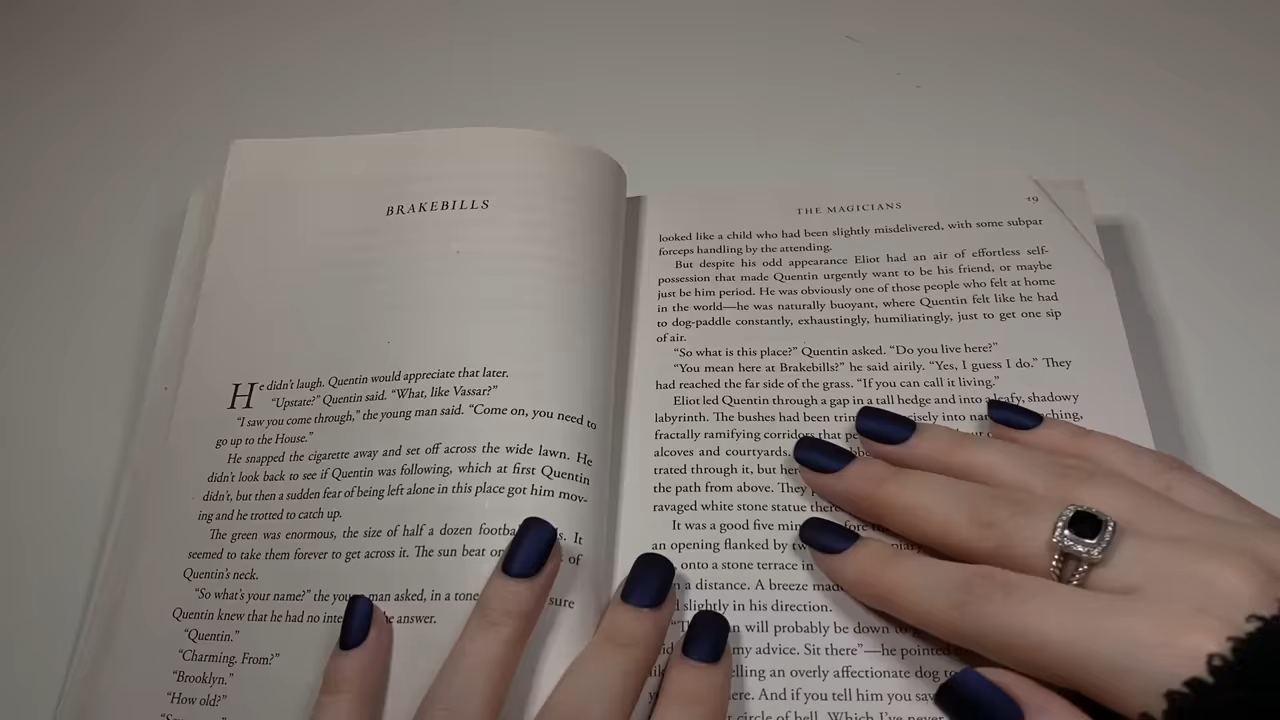 BRAKEBILLS
He didn't laugh. Quentin would appreciate that later.
"Upstate?" Quentin said. "What, like Vassar?"
"I saw you come through," the young man said. "Come on, you need to
go up to the House."
He snapped the cigarette away and set off across the wide lawn. He
didn't look back to see if Quentin was following, which at first Quentin
didn't, but then a sudden fear of being left alone in this place got him mov-
ing and he trotted to catch up.
The green was enormous, the size of half a dozen It
seemed to take them forever to get across it. The sun beat of
Quentin's neck.
"So what's your name?" the man asked, in a tone sure
Quentin knew that he had no answer.
"Quentin."
"Charming. From?"
"Brooklyn."
"How old?"
THE MAGICIANS 19
looked like a child who had been slightly misdelivered, with some subpar
forceps handling by the attending.
But despite his odd appearance Eliot had an air of effortless self-
possession that made Quentin urgently want to be his friend, or maybe
just be him period. He was obviously one of those people who felt at home
in the world—he was naturally buoyant, where Quentin felt like he had
to dog-paddle constantly, exhaustingly, humiliatingly, just to get one sip
of air.
"So what is this place?" Quentin asked. "Do you live here?"
"You mean here at Brakebills?" he said airily. "Yes, I guess I do." They
had reached the far side of the grass. "If you can call it living."
Eliot led Quentin through a gap in a tall hedge and into a leafy, shadowy
labyrinth. The bushes had been into
fractally ramifying corridors that
alcoves and courtyards.
trated through it, but
the path from above. They
ravaged white stone statue
It was a good five
an opening flanked by
onto a stone terrace in
a distance. A breeze
slightly in his direction.
will probably be down
my advice. Sit there"—he pointed
an overly affectionate dog
And if you tell him you
circle of hell. Which I've never